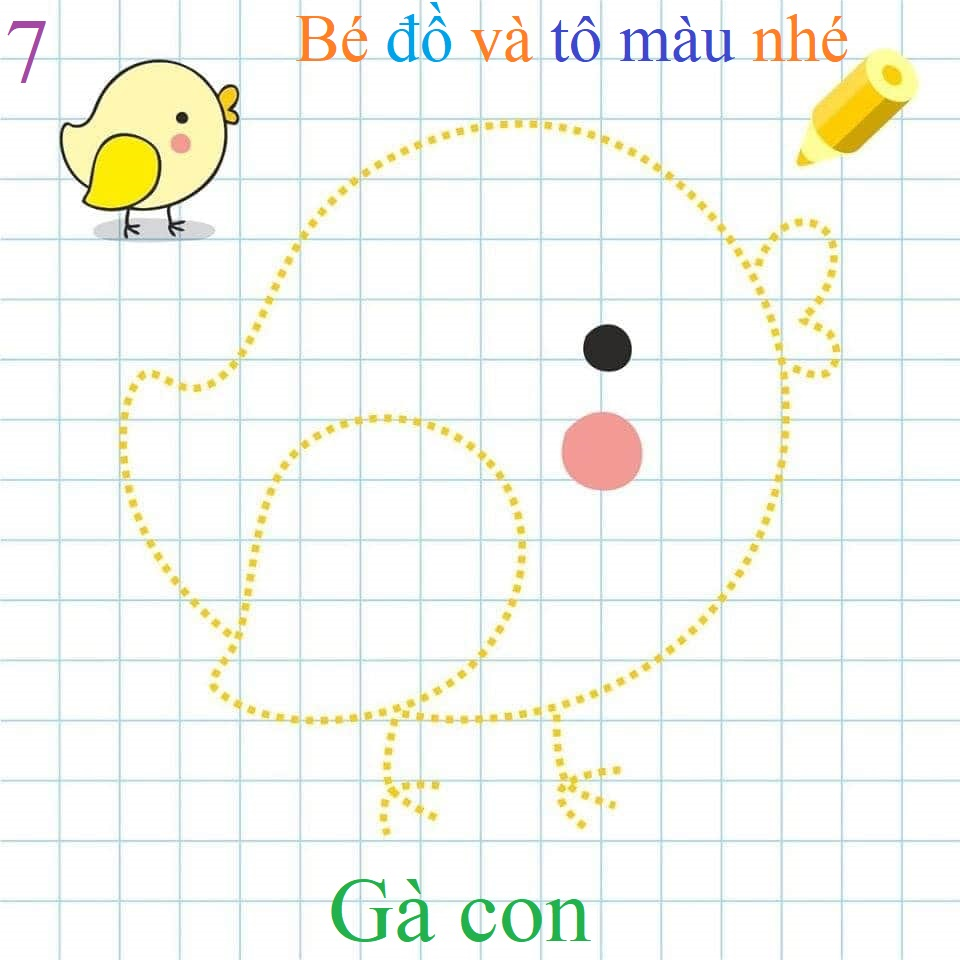 7
Bé đồ và tô màu nhé
Gà con